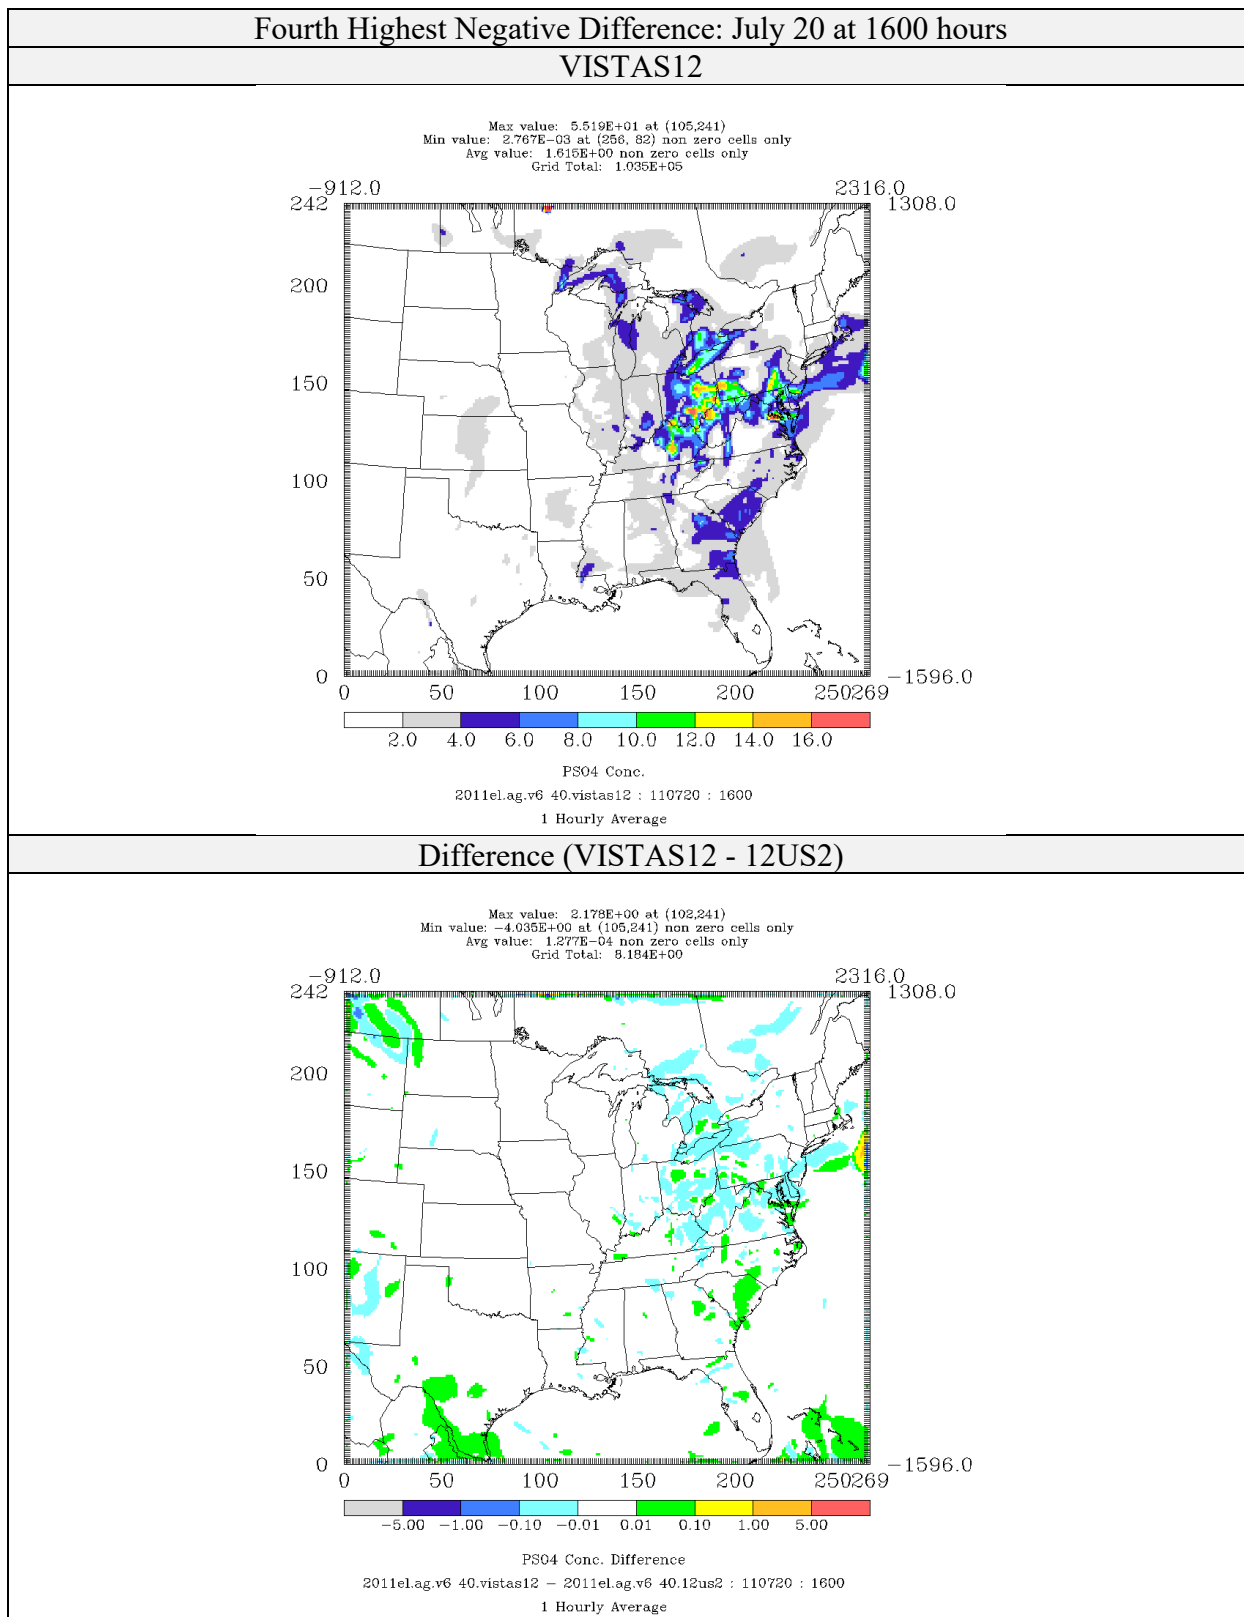 Fourth Highest Negative Difference: July 20 at 1600 hours
VISTAS12
Max value: 5.519E+01 at (105,241)
Min value: 2.767E-03 at (256, 82) non zero cells only
Avg value: 1.615E+00 non zero cells only
Grid Total: 1.035E+05
-912.0 2316.0
242 1308.0
200
150
100
50
0 -1596.0
0 50 100 150 200 250269
2.0 4.0 6.0 8.0 10.0 12.0 14.0 16.0
PSO4 Conc.
2011el.ag.v6 40.vistas12 : 110720 : 1600
1 Hourly Average
Difference (VISTAS12 - 12US2)
Max value: 2.178E+00 at (102,241)
Min value: -4.035E+00 at (105,241) non zero cells only
Avg value: 1.277E-04 non zero cells only
Grid Total: 8.184E+00
-912.0 2316.0
242 1308.0
200
150
100
50
0 -1596.0
0 50 100 150 200 250269
-5.00 -1.00 -0.10 -0.01 0.01 0.10 1.00 5.00
PSO4 Conc. Difference
2011el.ag.v6 40.vistas12 - 2011el.ag.v6 40.12us2 : 110720 : 1600
1 Hourly Average